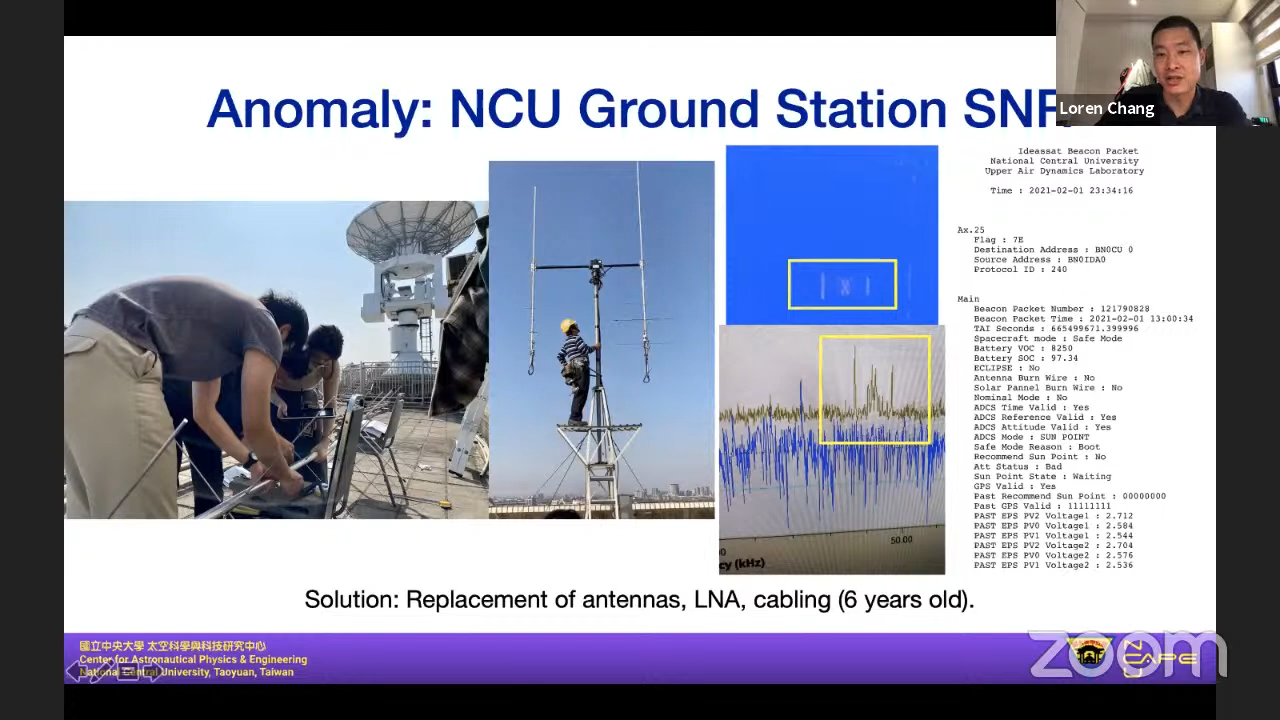 Anomaly: NCU Ground Station SNR
Loren Chang
Ideassat Beacon Packet
National Central University
Upper Air Dynamics Laboratory
Time : 2021-02-01 23:34:16
Ax.25
Flag : 7E
Destination Address : BN0CU 0
Source Address : BN0IDA0
Protocol ID : 240
Main
Beacon Packet Number : 121790828
Beacon Packet Time : 2021-02-01 13:00:34
TAI Seconds : 665499671.399996
Spacecraft mode : Safe Mode
Battery VOC : 8250
Battery SOC : 97.34
ECLIPSE : No
Antenna Burn Wire : No
Solar Pannel Burn Wire : No
Nominal Mode : No
ADCS Time Valid : Yes
ADCS Reference Valid : Yes
ADCS Attitude Valid : Yes
ADCS Mode : SUN POINT
Safe Mode Reason : Boot
Recommend Sun Point : No
Att Status : Bad
Sun Point State : Waiting
GPS Valid : Yes
Past Recommend Sun Point : 00000000
Past GPS Valid : 11111111
PAST EPS PV2 Voltage1 : 2.712
PAST EPS PV0 Voltage1 : 2.584
PAST EPS PV1 Voltage1 : 2.544
PAST EPS PV2 Voltage2 : 2.704
PAST EPS PV0 Voltage2 : 2.576
PAST EPS PV1 Voltage2 : 2.536
50.00
cy (kHz)
Solution: Replacement of antennas, LNA, cabling (6 years old).
國立中央大學 太空科學與科技研究中心
Center for Astronautical Physics & Engineering
National Central University, Taoyuan, Taiwan
NCU
CAPE
zoom